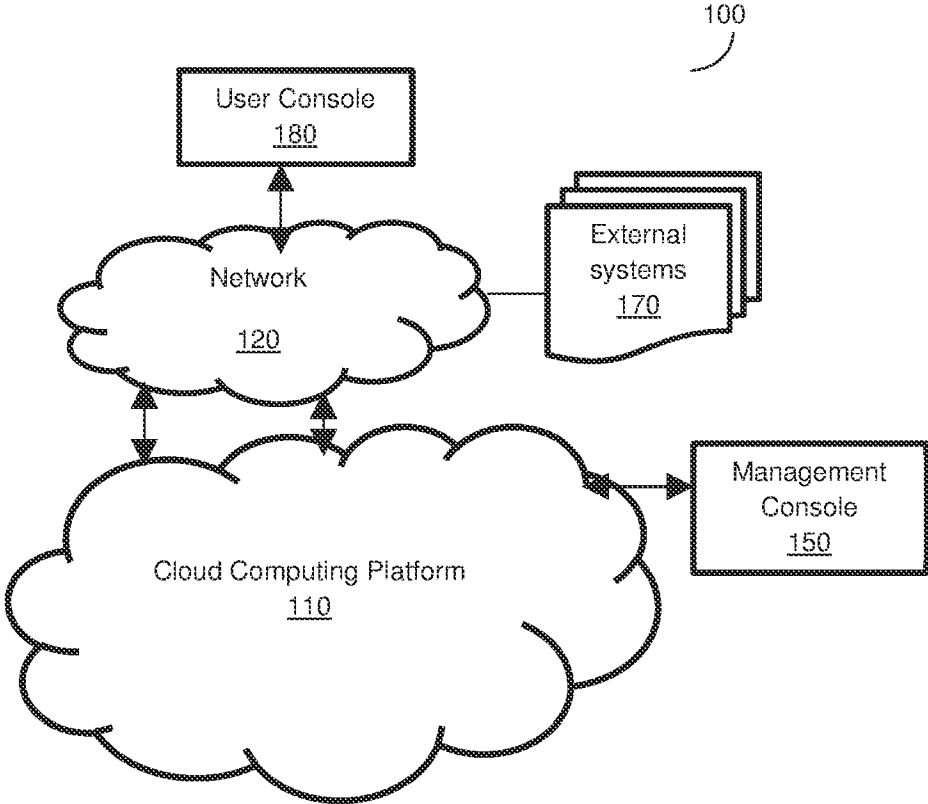 100
User Console
180
Network
120
External
systems
170
Management
Console
150
Cloud Computing Platform
110